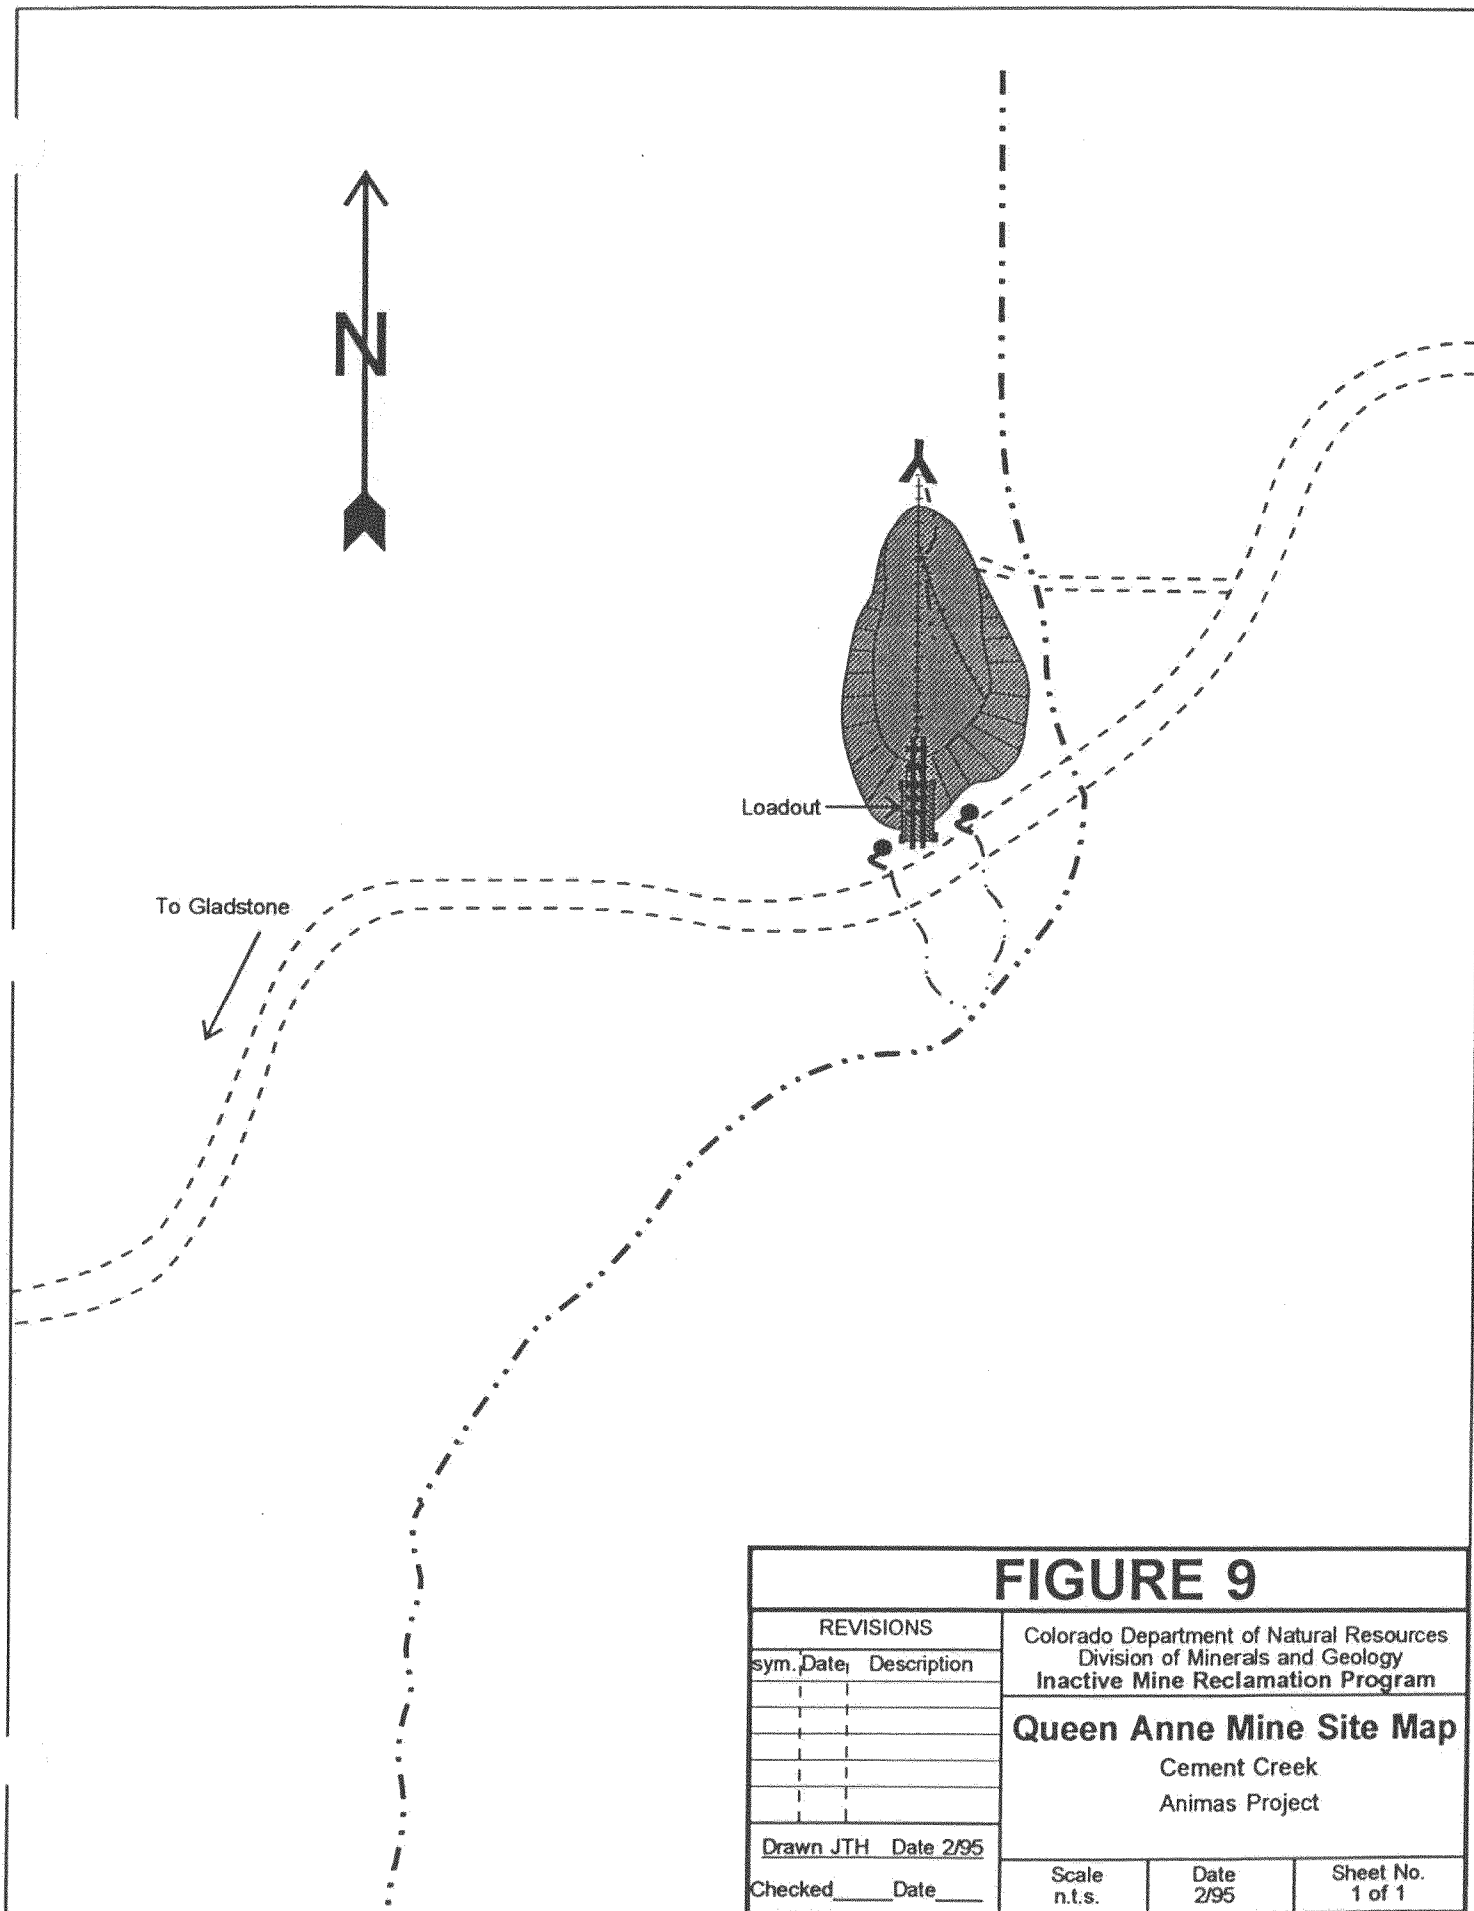 N
Loadout
To Gladstone
FIGURE 9
REVISIONS
sym. Date Description
Colorado Department of Natural Resources
Division of Minerals and Geology
Inactive Mine Reclamation Program
Queen Anne Mine Site Map
Cement Creek
Animas Project
Drawn JTH Date 2/95
Checked_____Date____
Scale
n.t.s.
Date
2/95
Sheet No.
1 of 1